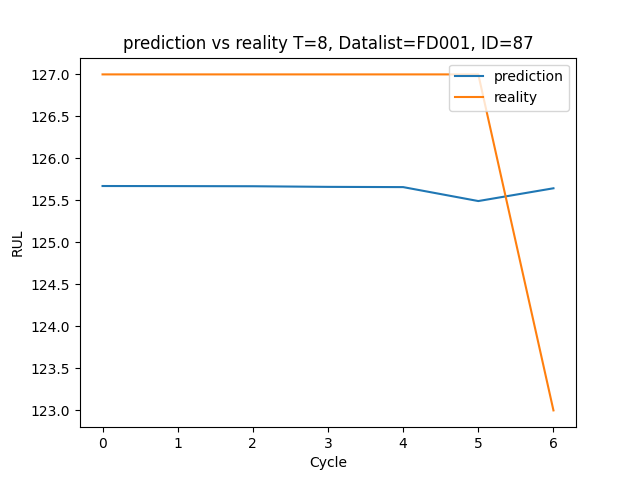 prediction vs reality T=8, Datalist=FD001, ID=87
127.0
126.5
126.0
125.5
125.0
124.5
124.0
123.5
123.0
RUL
prediction
reality
0 1 2 3 4 5 6
Cycle